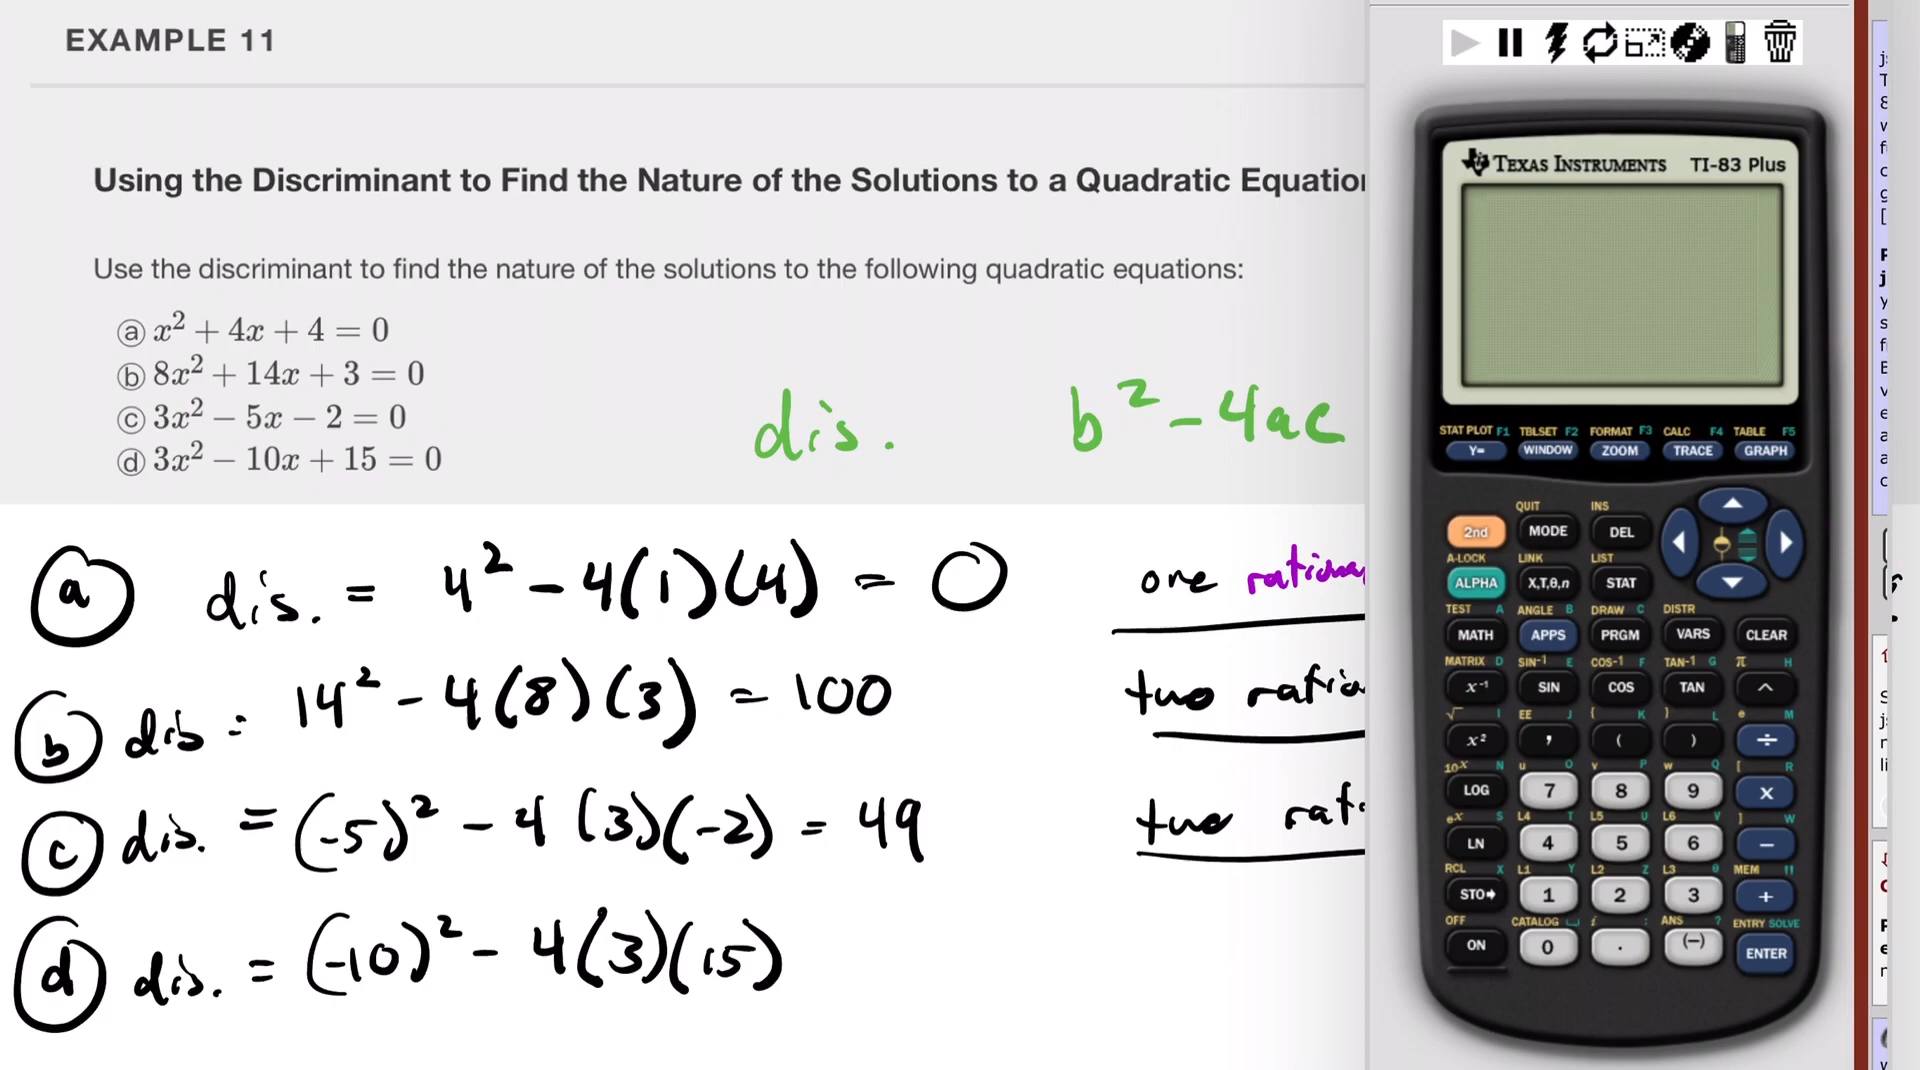 EXAMPLE 11
Using the Discriminant to Find the Nature of the Solutions to a Quadratic Equation
Use the discriminant to find the nature of the solutions to the following quadratic equations:
ⓐ x² + 4x + 4 = 0
ⓑ 8x² + 14x + 3 = 0
ⓒ 3x² − 5x − 2 = 0
ⓓ 3x² − 10x + 15 = 0
dis. b² − 4ac
ⓐ dis. = 4² − 4(1)(4) = 0 one rational
ⓑ dis = 14² − 4(8)(3) = 100 two ratio
ⓒ dis. = (−5)² − 4(3)(−2) = 49 two rat
ⓓ dis. = (−10)² − 4(3)(15)
TEXAS INSTRUMENTS TI-83 Plus
STAT PLOT F1 TBLSET F2 FORMAT F3 CALC F4 TABLE F5
Y= WINDOW ZOOM TRACE GRAPH
QUIT INS
2nd MODE DEL
A-LOCK LINK LIST
ALPHA X,T,θ,n STAT
TEST A ANGLE B DRAW C DISTR
MATH APPS PRGM VARS CLEAR
MATRIX D SIN⁻¹ E COS⁻¹ F TAN⁻¹ G π H
x⁻¹ SIN COS TAN ^
√ I EE J { K } L e M
x² , ( ) ÷
10ˣ N u O v P w Q [ R
LOG 7 8 9 ×
eˣ S L4 T L5 U L6 V ] W
LN 4 5 6 −
RCL X L1 Y L2 Z L3 θ MEM "
STO➔ 1 2 3 +
OFF CATALOG ⎵ i : ANS ? ENTRY SOLVE
ON 0 . (−) ENTER